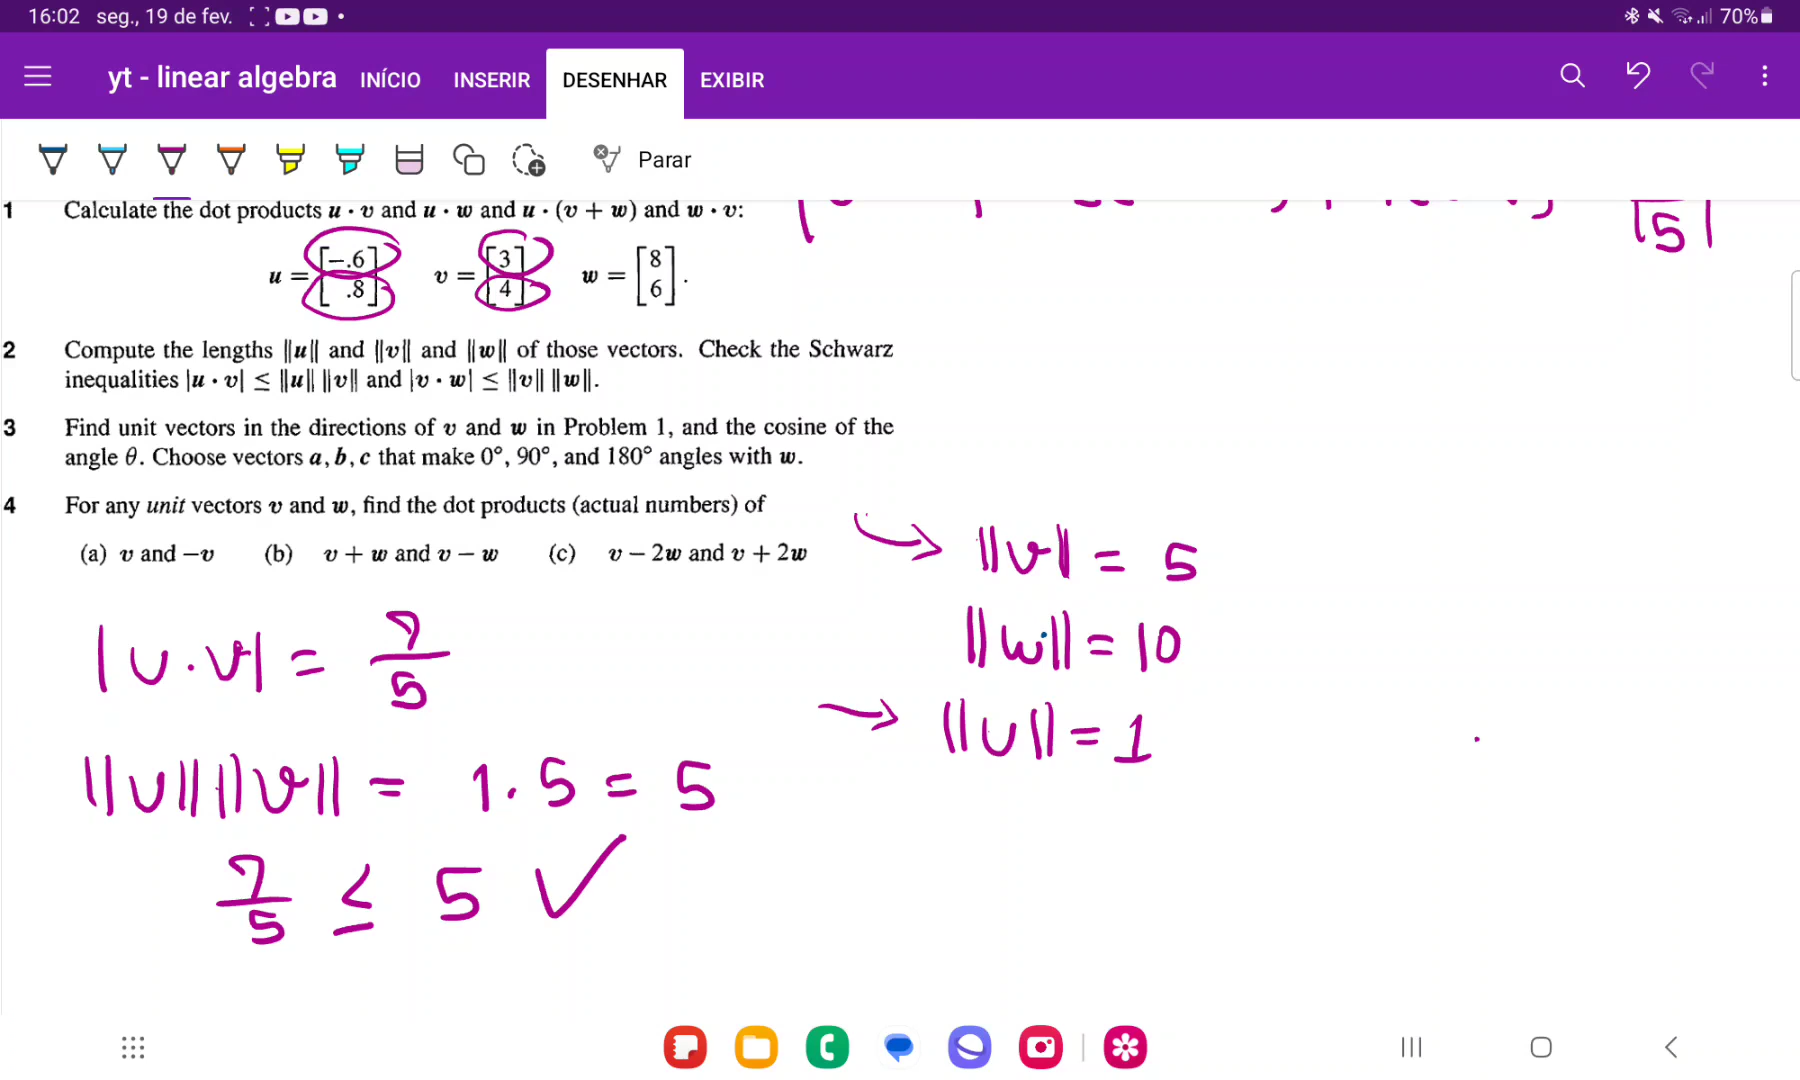 16:02 seg., 19 de fev.
70%
yt - linear algebra INÍCIO INSERIR DESENHAR EXIBIR
Parar
1 Calculate the dot products u · v and u · w and u · (v + w) and w · v:
u = [-.6 .8] v = [3 4] w = [8 6].
|5|
2 Compute the lengths ||u|| and ||v|| and ||w|| of those vectors. Check the Schwarz
inequalities |u · v| ≤ ||u|| ||v|| and |v · w| ≤ ||v|| ||w||.
3 Find unit vectors in the directions of v and w in Problem 1, and the cosine of the
angle θ. Choose vectors a, b, c that make 0°, 90°, and 180° angles with w.
4 For any unit vectors v and w, find the dot products (actual numbers) of
(a) v and −v (b) v + w and v − w (c) v − 2w and v + 2w
→ ||v|| = 5
||w|| = 10
→ ||u|| = 1
|u · v| = 7/5
||u|| ||v|| = 1 · 5 = 5
7/5 ≤ 5 ✓